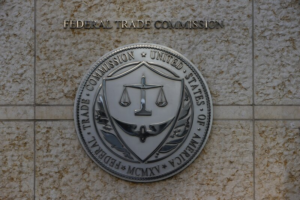 FEDERAL TRADE COMMISSION
FEDERAL TRADE COMMISSION • UNITED STATES OF AMERICA
MCMXV